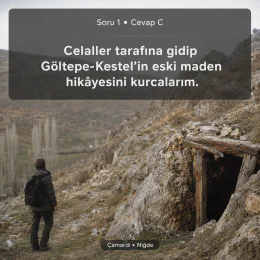 Soru 1 • Cevap C
Celaller tarafına gidip
Göltepe-Kestel'in eski maden
hikâyesini kurcalarım.
Çamardı • Niğde